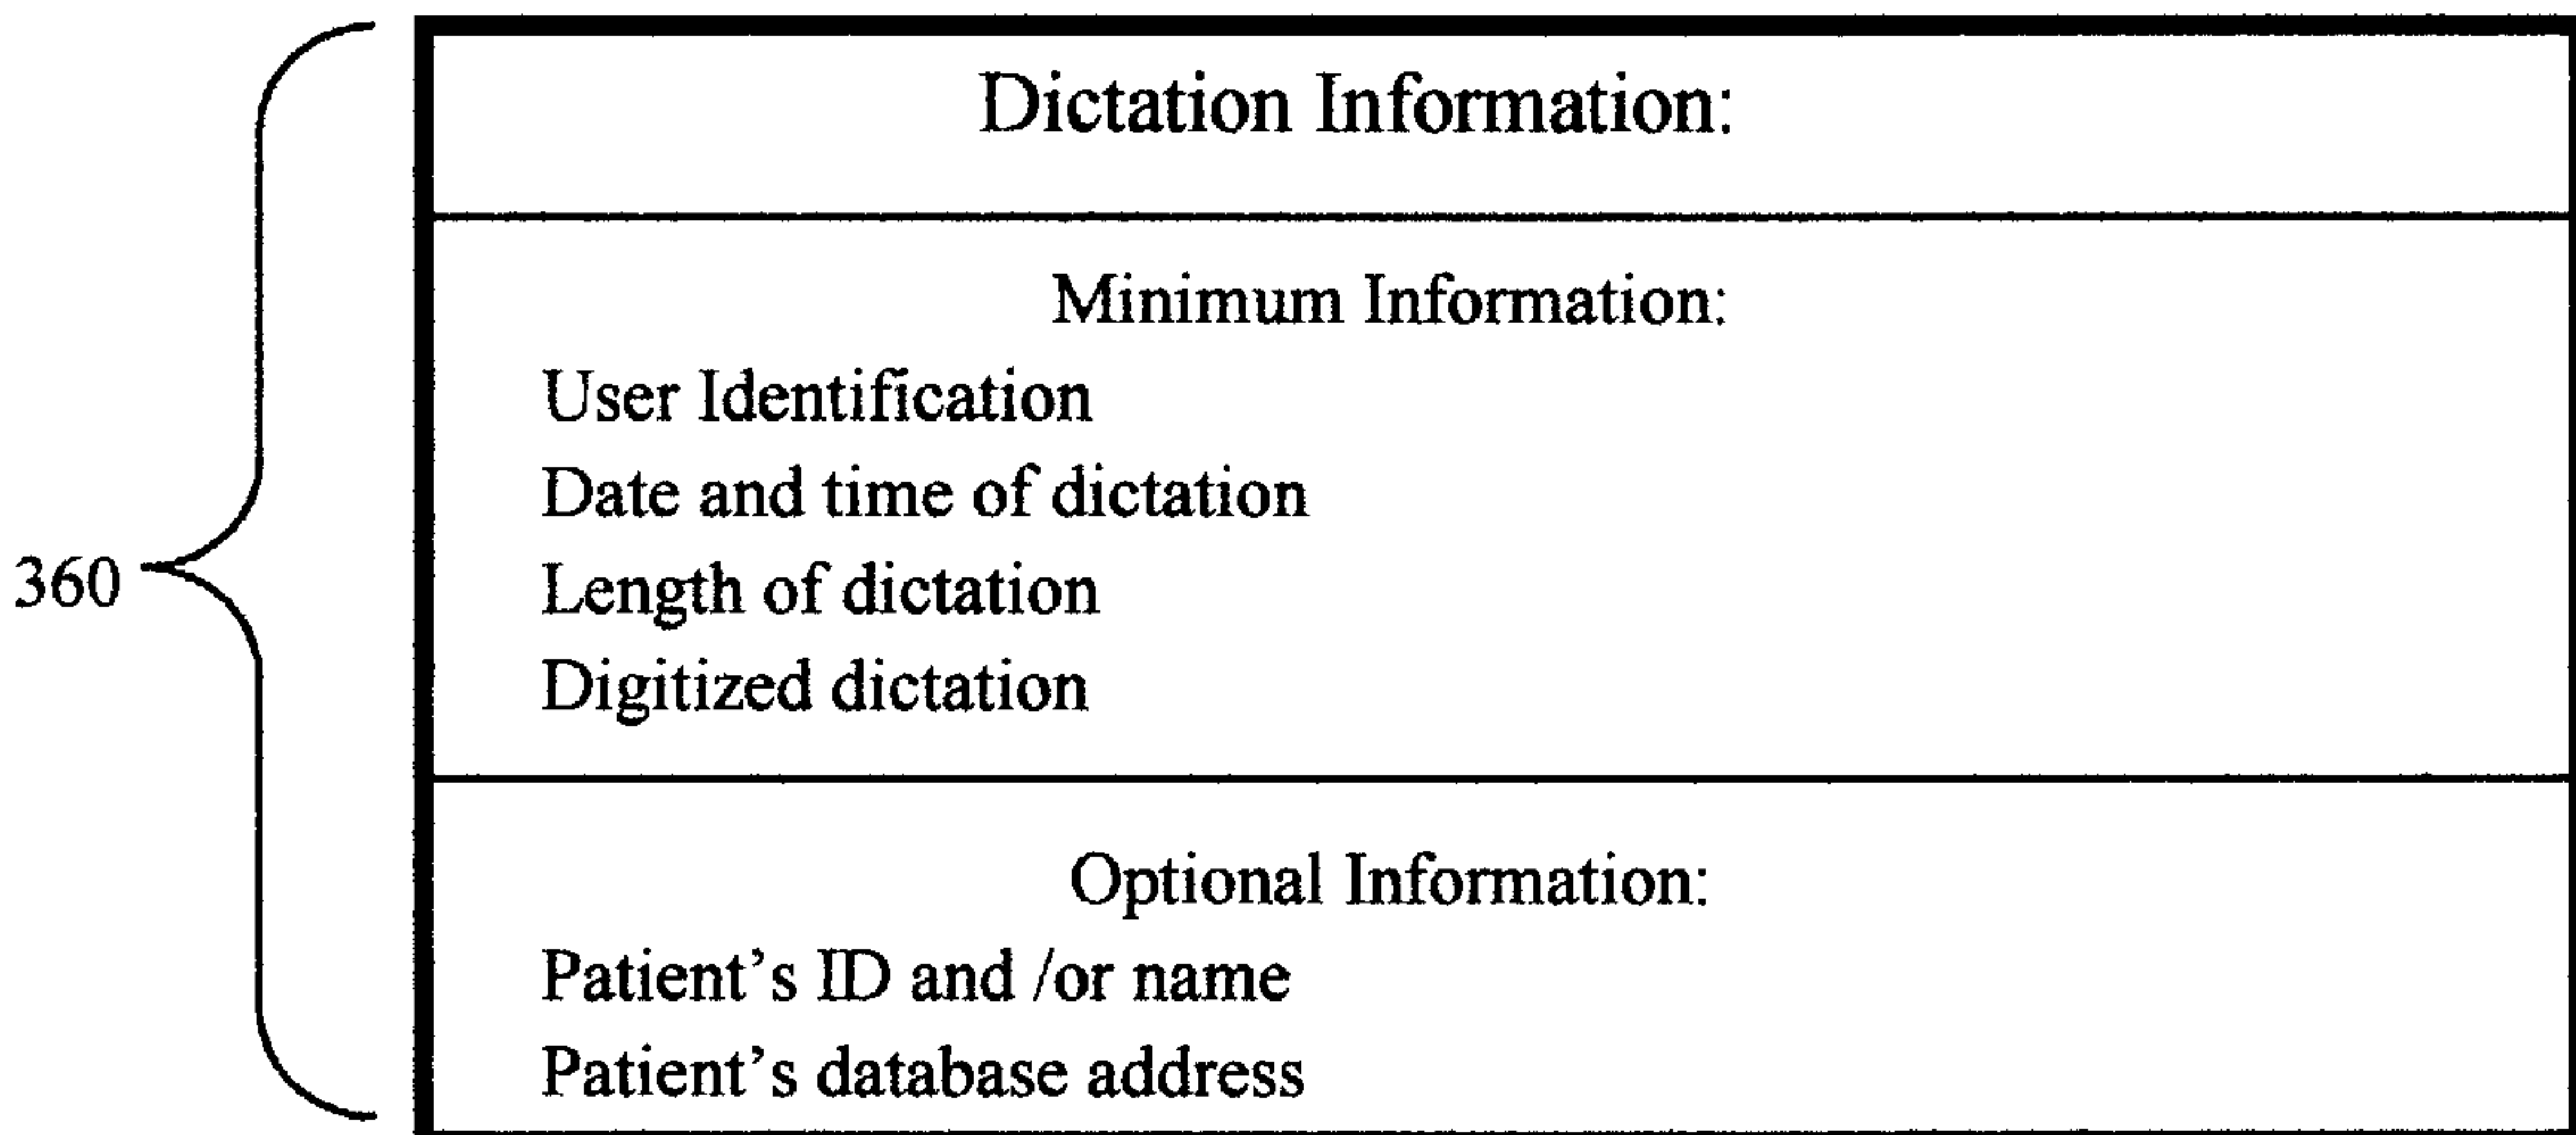 Dictation Information:
Minimum Information:
User Identification
Date and time of dictation
360
Length of dictation
Digitized dictation
Optional Information:
Patient’s ID and /or name
Patient’s database address